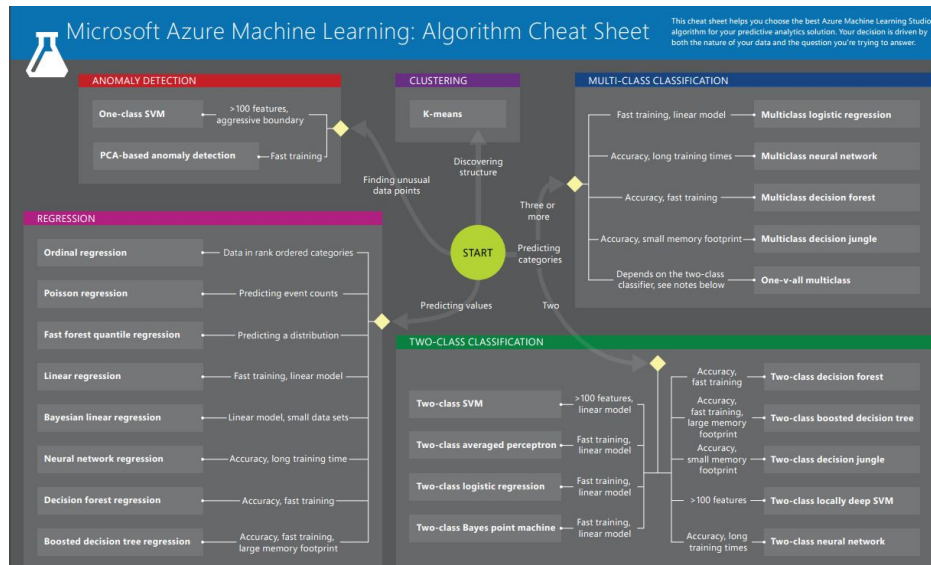 Microsoft Azure Machine Learning: Algorithm Cheat Sheet
This cheat sheet helps you choose the best Azure Machine Learning Studio
algorithm for your predictive analytics solution. Your decision is driven by
both the nature of your data and the question you're trying to answer.
ANOMALY DETECTION
One-class SVM
>100 features,
aggressive boundary
PCA-based anomaly detection
Fast training
CLUSTERING
K-means
MULTI-CLASS CLASSIFICATION
Fast training, linear model
Multiclass logistic regression
Accuracy, long training times
Multiclass neural network
Accuracy, fast training
Multiclass decision forest
Accuracy, small memory footprint
Multiclass decision jungle
Depends on the two-class
classifier, see notes below
One-v-all multiclass
Finding unusual
data points
Discovering
structure
Three or
more
START
Predicting
categories
Predicting values
Two
REGRESSION
Ordinal regression
Data in rank ordered categories
Poisson regression
Predicting event counts
Fast forest quantile regression
Predicting a distribution
Linear regression
Fast training, linear model
Bayesian linear regression
Linear model, small data sets
Neural network regression
Accuracy, long training time
Decision forest regression
Accuracy, fast training
Boosted decision tree regression
Accuracy, fast training,
large memory footprint
TWO-CLASS CLASSIFICATION
Two-class SVM
>100 features,
linear model
Two-class averaged perceptron
Fast training,
linear model
Two-class logistic regression
Fast training,
linear model
Two-class Bayes point machine
Fast training,
linear model
Accuracy,
fast training
Two-class decision forest
Accuracy,
fast training,
large memory
footprint
Two-class boosted decision tree
Accuracy,
small memory
footprint
Two-class decision jungle
>100 features
Two-class locally deep SVM
Accuracy, long
training times
Two-class neural network